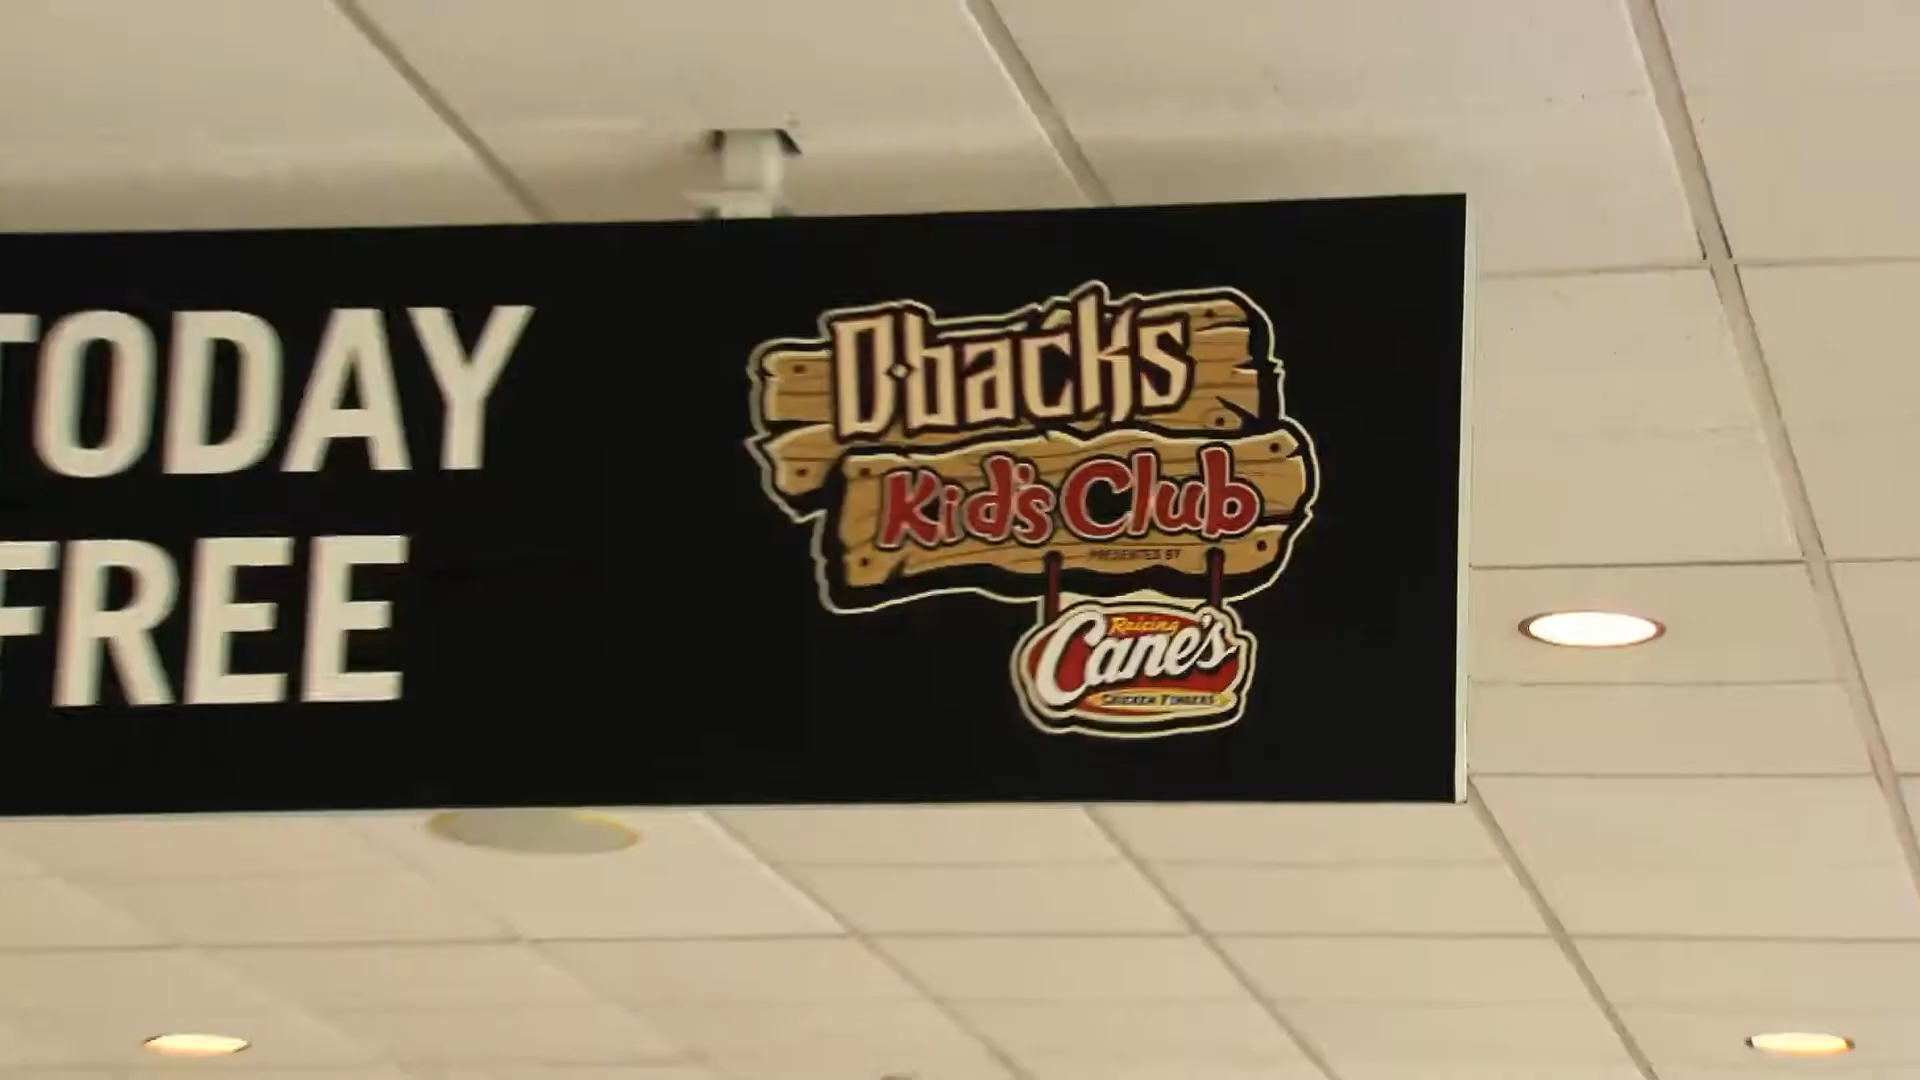 TODAY
FREE
D·backs
Kid's Club
PRESENTED BY
Raising
Cane's
CHICKEN FINGERS